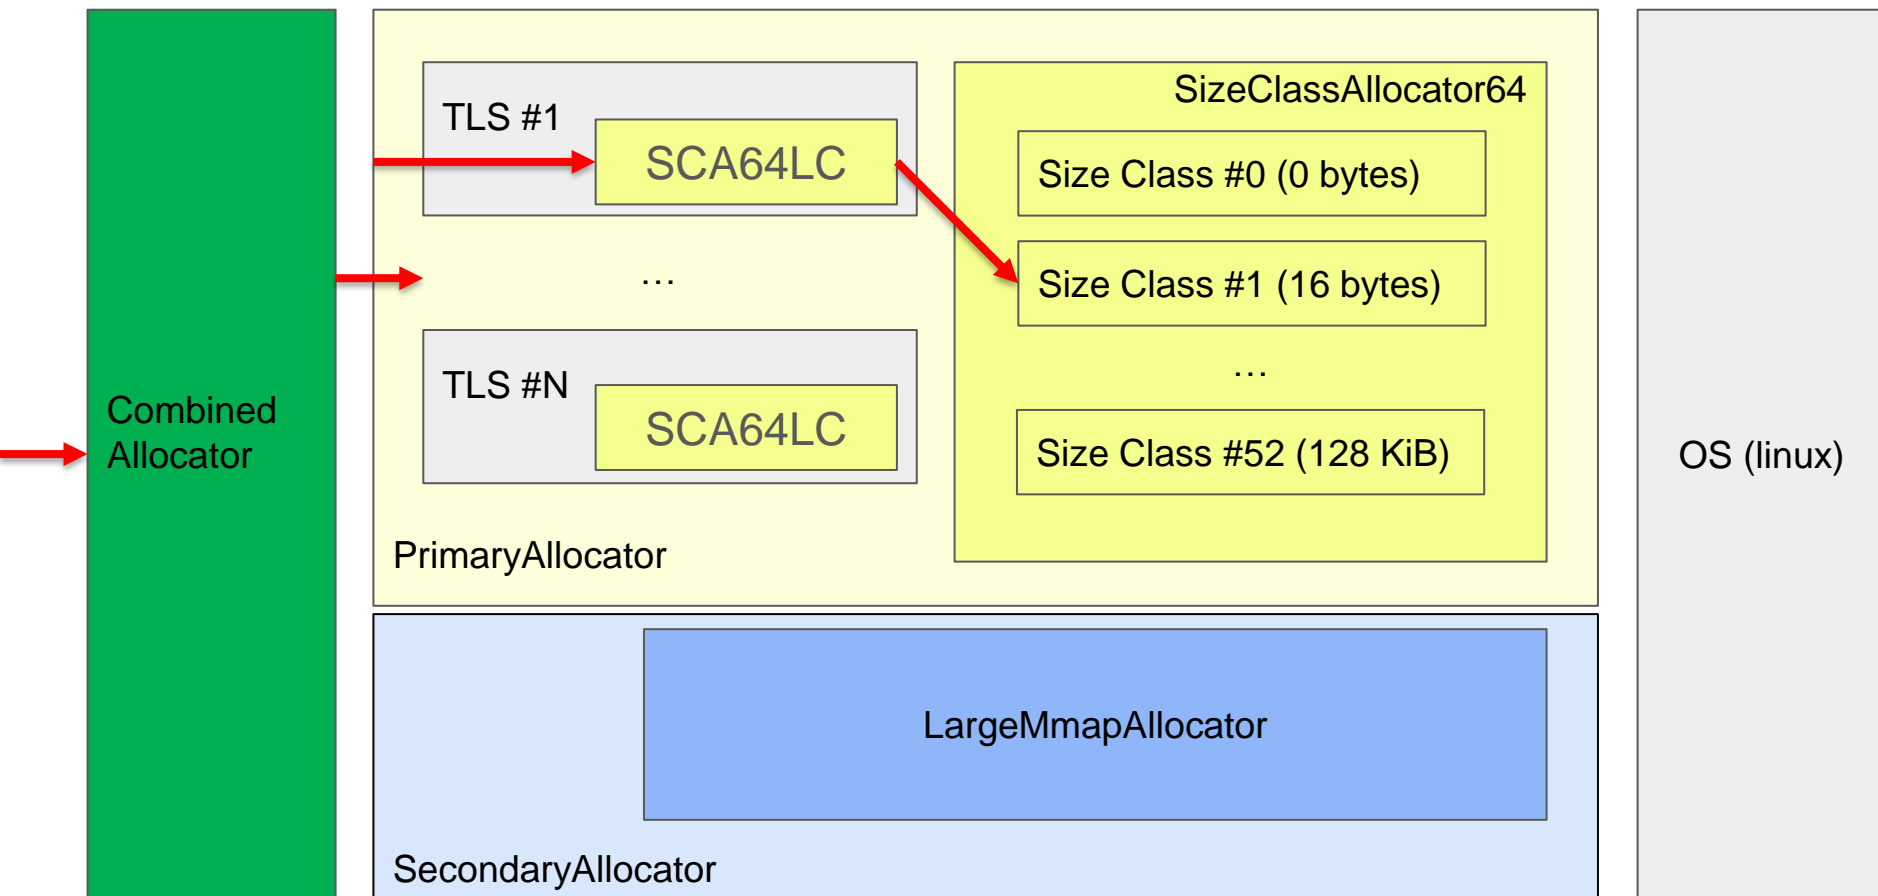 Combined
Allocator
TLS #1
SCA64LC
…
TLS #N
SCA64LC
PrimaryAllocator
SizeClassAllocator64
Size Class #0 (0 bytes)
Size Class #1 (16 bytes)
…
Size Class #52 (128 KiB)
LargeMmapAllocator
SecondaryAllocator
OS (linux)